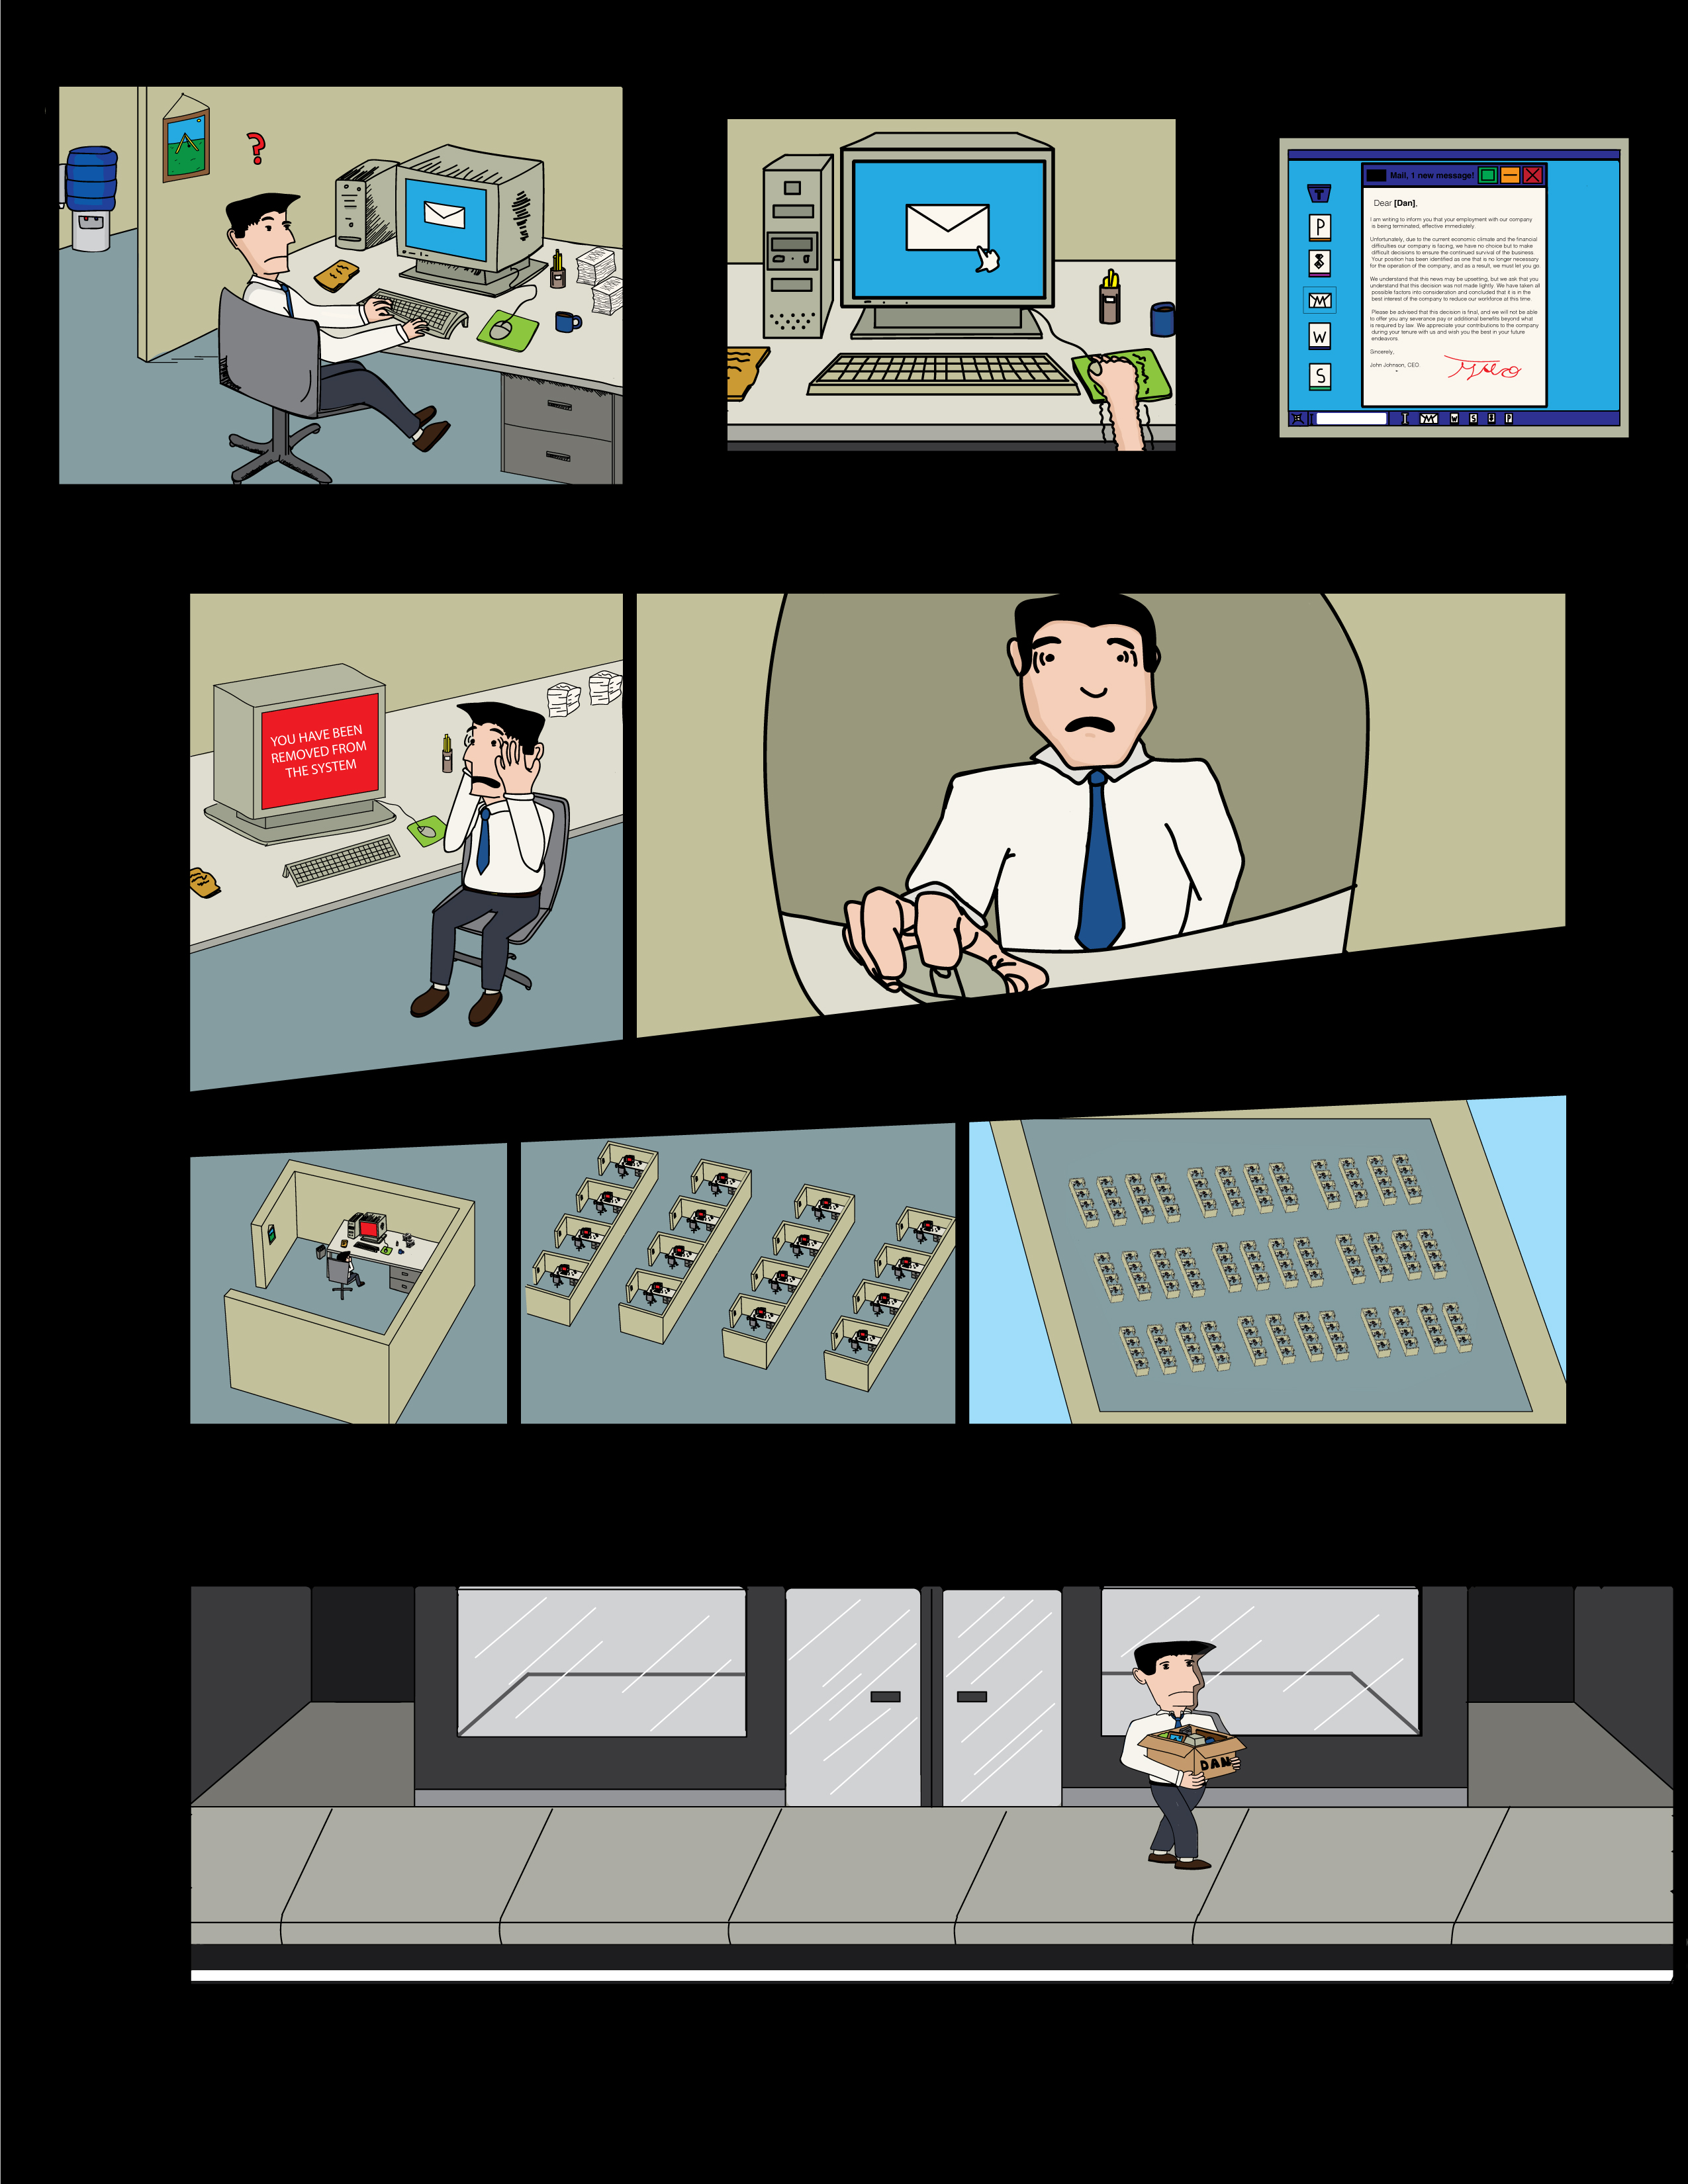 ?
Mail, 1 new message!
T
P
W
S
Dear [Dan],
I am writing to inform you that your employment with our company
is being terminated, effective immediately.
Unfortunately, due to the current economic climate and the financial
difficulties our company is facing, we have no choice but to make
difficult decisions to ensure the continued survival of the business.
Your position has been identified as one that is no longer necessary
for the operation of the company, and as a result, we must let you go.
We understand that this news may be upsetting, but we ask that you
understand that this decision was not made lightly. We have taken all
possible factors into consideration and concluded that it is in the
best interest of the company to reduce our workforce at this time.
Please be advised that this decision is final, and we will not be able
to offer you any severance pay or additional benefits beyond what
is required by law. We appreciate your contributions to the company
during your tenure with us and wish you the best in your future
endeavors.
Sincerely,
John Johnson, CEO.
W S 8 P
YOU HAVE BEEN
REMOVED FROM
THE SYSTEM
DAN